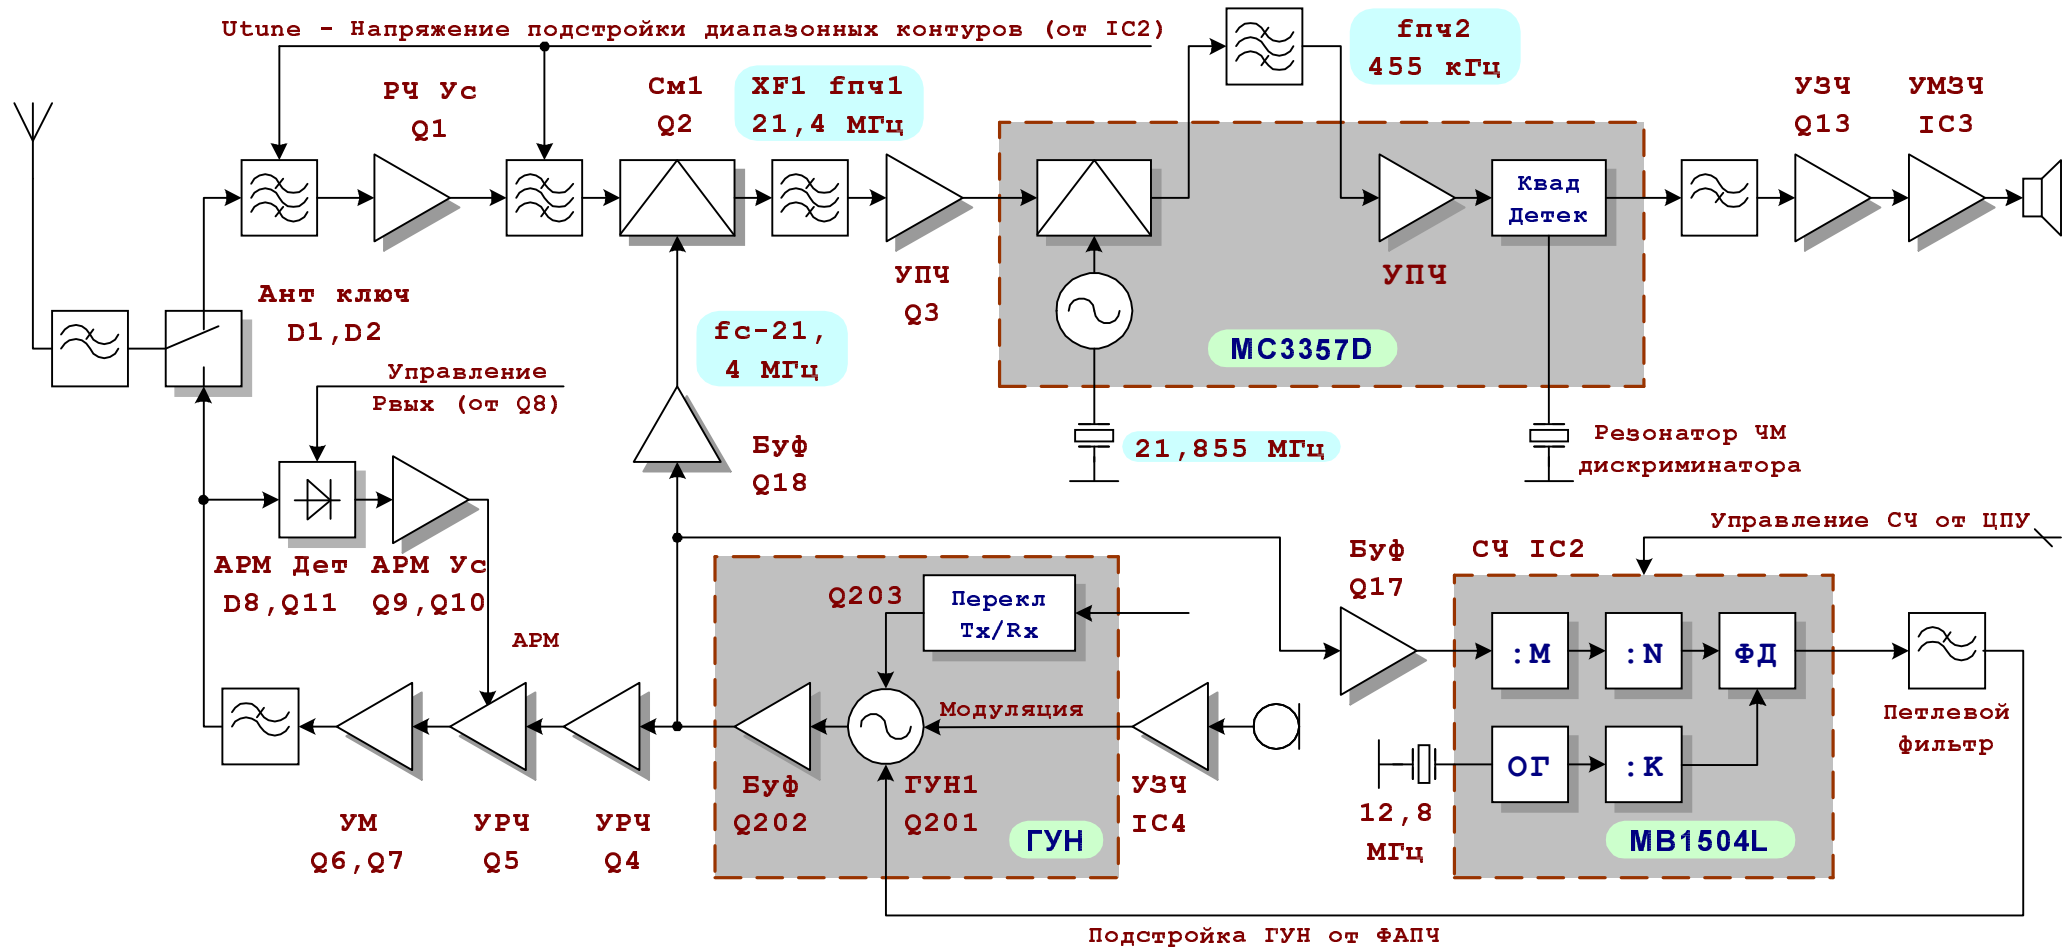 Utune - Напряжение подстройки диапазонных контуров (от IC2)
fпч2
455 кГц
РЧ Ус
Q1
См1
Q2
XF1 fпч1
21,4 МГц
УЗЧ
Q13
УМЗЧ
IC3
Квад
Детек
Ант ключ
D1,D2
УПЧ
Q3
УПЧ
fc-21,
4 МГц
MC3357D
Управление
Рвых (от Q8)
Буф
Q18
21,855 МГц
Резонатор ЧМ
дискриминатора
АРМ Дет
D8,Q11
АРМ Ус
Q9,Q10
АРМ
Управление СЧ от ЦПУ
Буф
Q17
СЧ IC2
Q203
Перекл
Tx/Rx
:M
:N
ФД
Модуляция
Петлевой
фильтр
ОГ
:K
12,8
МГц
MB1504L
УМ
Q6,Q7
УРЧ
Q5
УРЧ
Q4
Буф
Q202
ГУН1
Q201
ГУН
УЗЧ
IC4
Подстройка ГУН от ФАПЧ